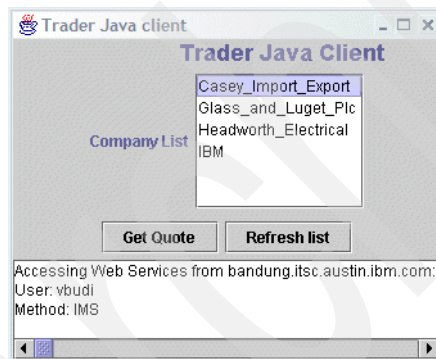 Trader Java client
Trader Java Client
Company List
Casey_Import_Export
Glass_and_Luget_Plc
Headworth_Electrical
IBM
Get Quote
Refresh list
Accessing Web Services from bandung.itsc.austin.ibm.com:
User: vbudi
Method: IMS